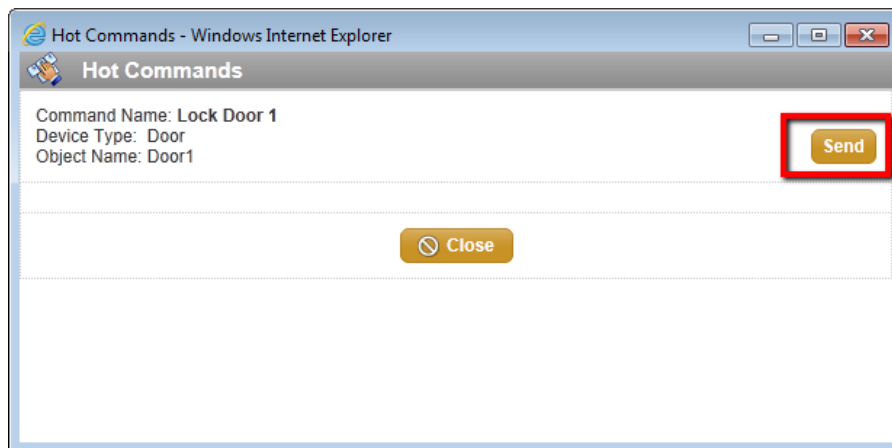 Hot Commands - Windows Internet Explorer
Hot Commands
Command Name: Lock Door 1
Device Type: Door
Object Name: Door1
Send
Close